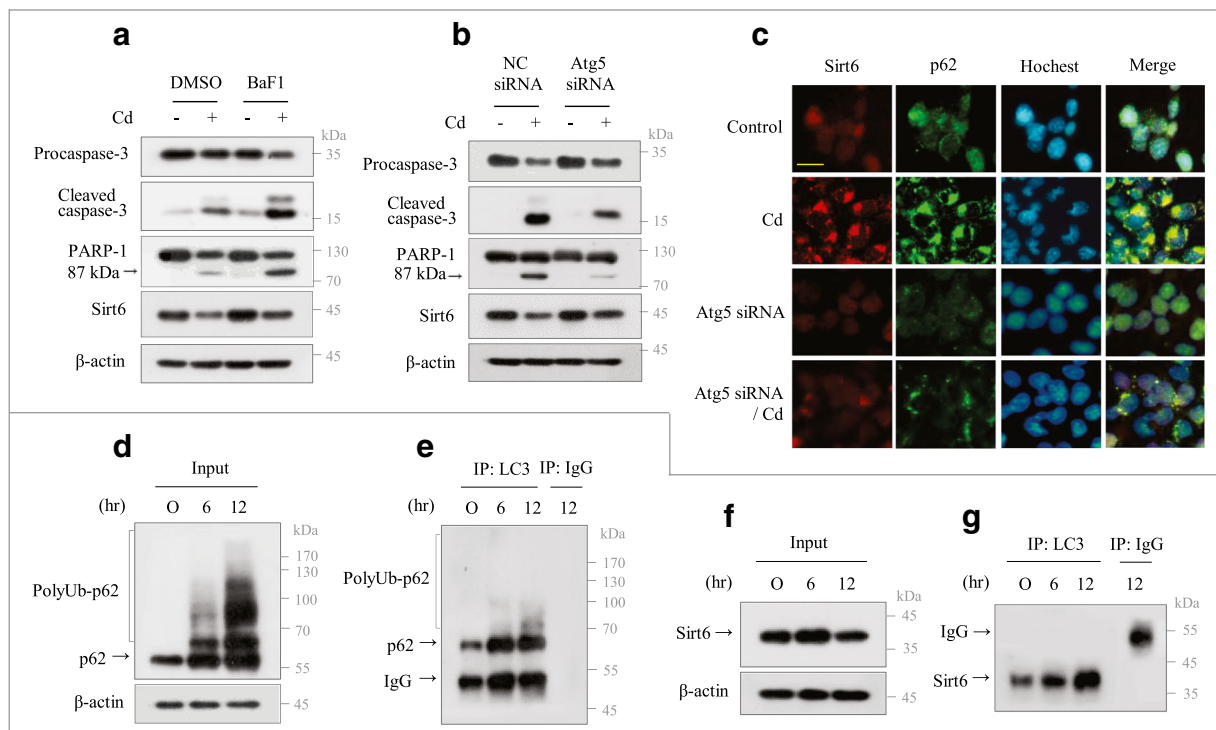 a
DMSO BaF1
Cd - + - +
kDa
Procaspase-3 35
Cleaved
caspase-3 15
PARP-1 130
87 kDa→ 70
Sirt6 45
β-actin 45
b
NC siRNA Atg5 siRNA
Cd - + - +
kDa
Procaspase-3 35
Cleaved
caspase-3 15
PARP-1 130
87 kDa→ 70
Sirt6 45
35
β-actin 45
c
Sirt6 p62 Hochest Merge
Control
Cd
Atg5 siRNA
Atg5 siRNA
/ Cd
d
Input
(hr) O 6 12
kDa
170
130
PolyUb-p62 100
70
p62 → 55
β-actin 45
e
IP: LC3 IP: IgG
(hr) O 6 12 12
kDa
170
130
PolyUb-p62 100
70
p62→
IgG → 55
45
f
Input
(hr) O 6 12
kDa
45
Sirt6 → 35
β-actin 45
g
IP: LC3 IP: IgG
(hr) O 6 12 12
kDa
IgG → 55
45
Sirt6→ 35